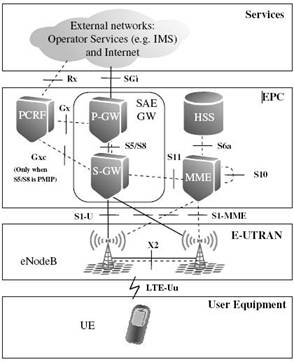 Services
External networks:
Operator Services (e.g. IMS)
and Internet
Rx
SGi
EPC
SAE
GW
PCRF
Gx
P-GW
HSS
S5/S8
S6a
Gxc
(Only when
S5/S8 is PMIP)
S-GW
S11
MME
S10
S1-U
S1-MME
E-UTRAN
eNodeB
X2
LTE-Uu
User Equipment
UE